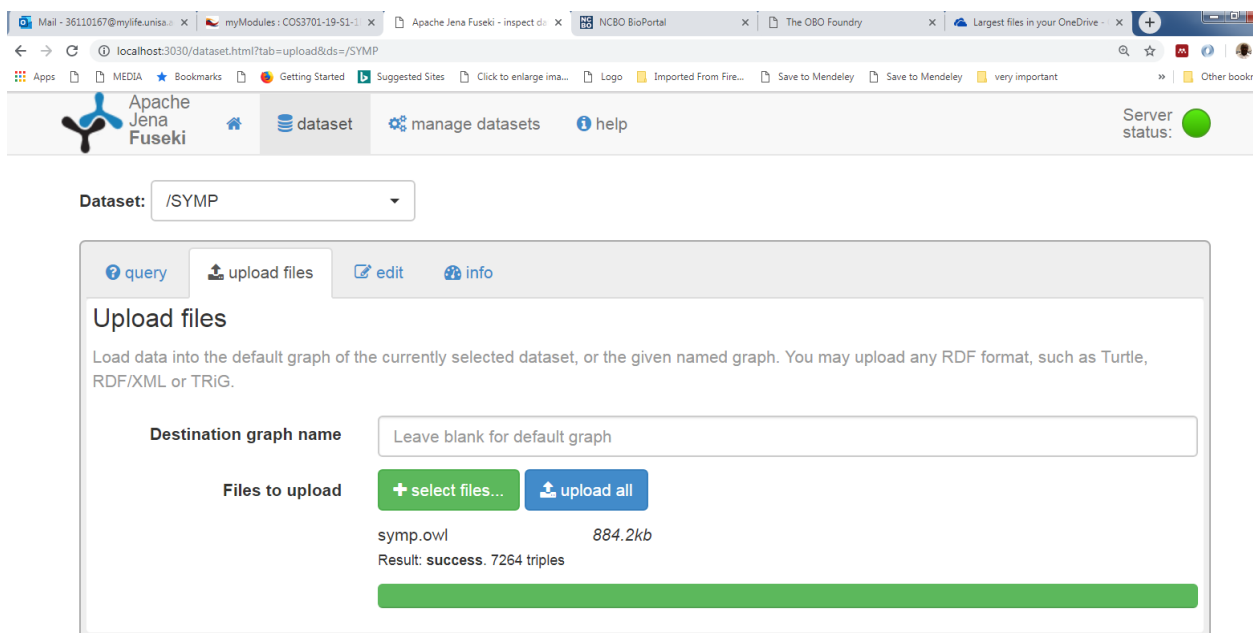 Mail - 36110167@mylife.unisa.a
myModules : COS3701-19-S1-1
Apache Jena Fuseki - inspect da
NCBO BioPortal
The OBO Foundry
Largest files in your OneDrive -
localhost:3030/dataset.html?tab=upload&ds=/SYMP
Apps MEDIA Bookmarks Getting Started Suggested Sites Click to enlarge ima... Logo Imported From Fire... Save to Mendeley Save to Mendeley very important » Other bookr
Apache
Jena
Fuseki
dataset manage datasets help
Server
status:
Dataset: /SYMP
query upload files edit info
Upload files
Load data into the default graph of the currently selected dataset, or the given named graph. You may upload any RDF format, such as Turtle,
RDF/XML or TRiG.
Destination graph name Leave blank for default graph
Files to upload select files... upload all
symp.owl 884.2kb
Result: success. 7264 triples